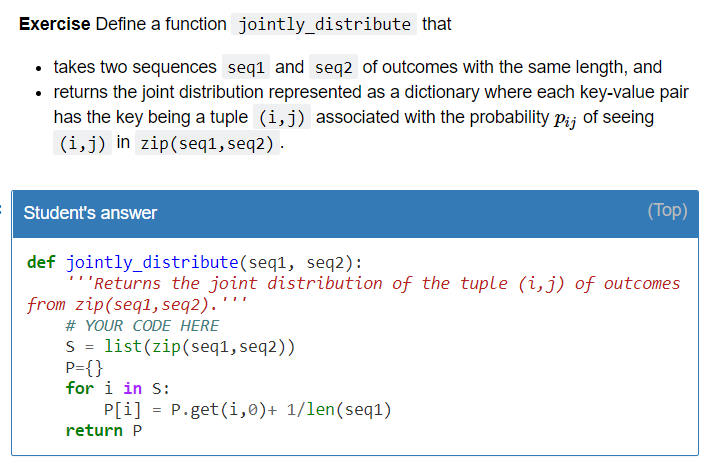 Exercise Define a function jointly_distribute that
• takes two sequences seq1 and seq2 of outcomes with the same length, and
• returns the joint distribution represented as a dictionary where each key-value pair
has the key being a tuple (i,j) associated with the probability pᵢⱼ of seeing
(i,j) in zip(seq1,seq2) .
Student's answer (Top)
def jointly_distribute(seq1, seq2):
    '''Returns the joint distribution of the tuple (i,j) of outcomes
from zip(seq1,seq2).'''
    # YOUR CODE HERE
    S = list(zip(seq1,seq2))
    P={}
    for i in S:
        P[i] = P.get(i,0)+ 1/len(seq1)
    return P